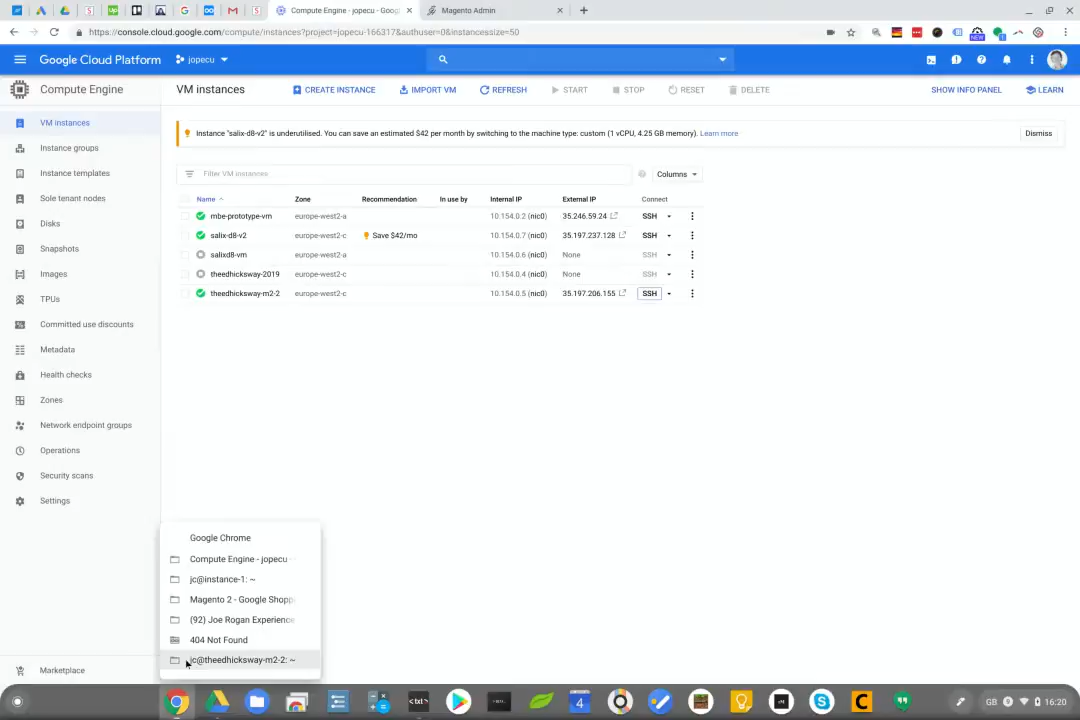 Compute Engine - jopecu - Goog
Magento Admin
https://console.cloud.google.com/compute/instances?project=jopecu-166317&authuser=0&instancessize=50
Google Cloud Platform
jopecu
Compute Engine
VM instances
CREATE INSTANCE
IMPORT VM
REFRESH
START
STOP
RESET
DELETE
SHOW INFO PANEL
LEARN
VM instances
Instance groups
Instance templates
Sole tenant nodes
Disks
Snapshots
Images
TPUs
Committed use discounts
Metadata
Health checks
Zones
Network endpoint groups
Operations
Security scans
Settings
Marketplace
Instance "salix-d8-v2" is underutilised. You can save an estimated $42 per month by switching to the machine type: custom (1 vCPU, 4.25 GB memory). Learn more
Dismiss
Filter VM instances
Columns
Name Zone Recommendation In use by Internal IP External IP Connect
mbe-prototype-vm europe-west2-a 10.154.0.2 (nic0) 35.246.59.24 SSH
salix-d8-v2 europe-west2-c Save $42/mo 10.154.0.7 (nic0) 35.197.237.128 SSH
salixd8-vm europe-west2-a 10.154.0.6 (nic0) None SSH
theedhicksway-2019 europe-west2-c 10.154.0.4 (nic0) None SSH
theedhicksway-m2-2 europe-west2-c 10.154.0.5 (nic0) 35.197.206.155 SSH
Google Chrome
Compute Engine - jopecu -
jc@instance-1: ~
Magento 2 - Google Shopp
(92) Joe Rogan Experience
404 Not Found
jc@theedhicksway-m2-2: ~
GB
16:20